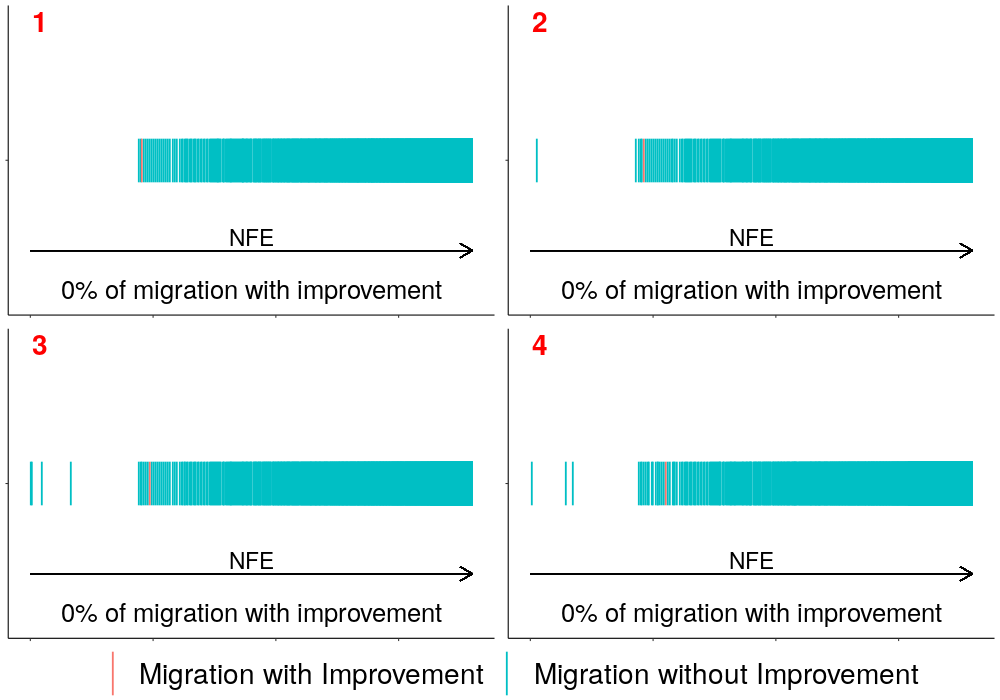 1
NFE
0% of migration with improvement
2
NFE
0% of migration with improvement
3
NFE
0% of migration with improvement
4
NFE
0% of migration with improvement
Migration with Improvement
Migration without Improvement